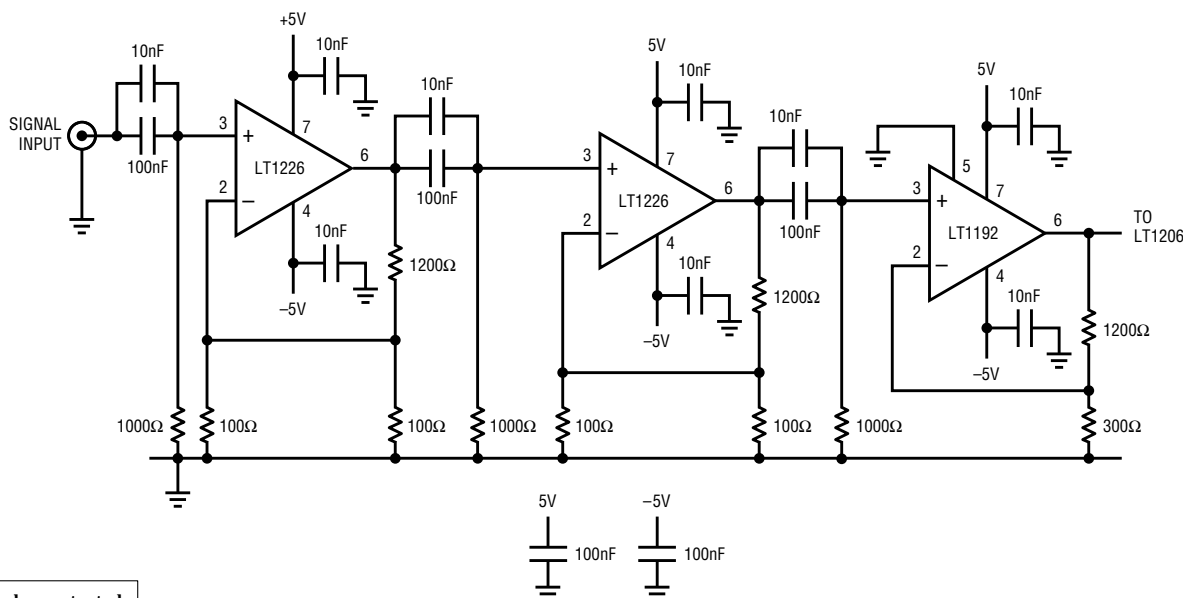 +5V
10nF
10nF
SIGNAL
INPUT
100nF
3
+
7
LT1226
6
2
–
4
10nF
–5V
1200Ω
1000Ω
100Ω
100Ω
10nF
100nF
1000Ω
5V
10nF
3
+
7
LT1226
6
2
–
4
10nF
–5V
1200Ω
100Ω
100Ω
10nF
100nF
1000Ω
5V
10nF
5
3
+
7
LT1192
6
2
–
4
10nF
–5V
TO
LT1206
1200Ω
300Ω
5V
100nF
–5V
100nF